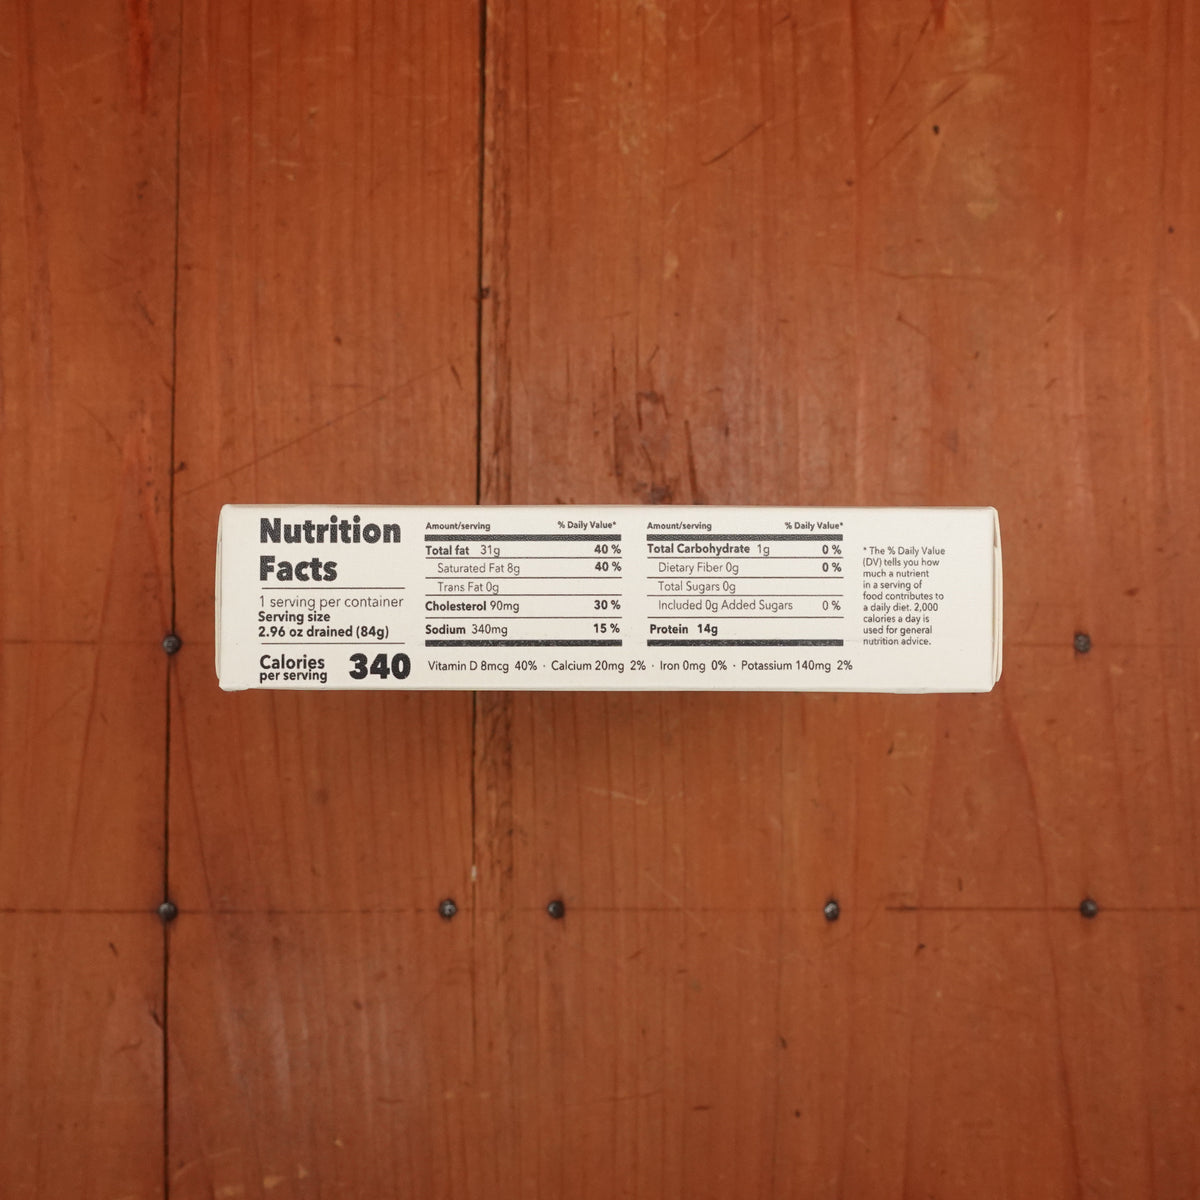 Nutrition
Facts
1 serving per container
Serving size
2.96 oz drained (84g)
Calories
per serving
340
Amount/serving % Daily Value*
Total fat 31g 40 %
Saturated Fat 8g 40 %
Trans Fat 0g
Cholesterol 90mg 30 %
Sodium 340mg 15 %
Amount/serving % Daily Value*
Total Carbohydrate 1g 0 %
Dietary Fiber 0g 0 %
Total Sugars 0g
Included 0g Added Sugars 0 %
Protein 14g
Vitamin D 8mcg 40% · Calcium 20mg 2% · Iron 0mg 0% · Potassium 140mg 2%
* The % Daily Value
(DV) tells you how
much a nutrient
in a serving of
food contributes to
a daily diet. 2,000
calories a day is
used for general
nutrition advice.